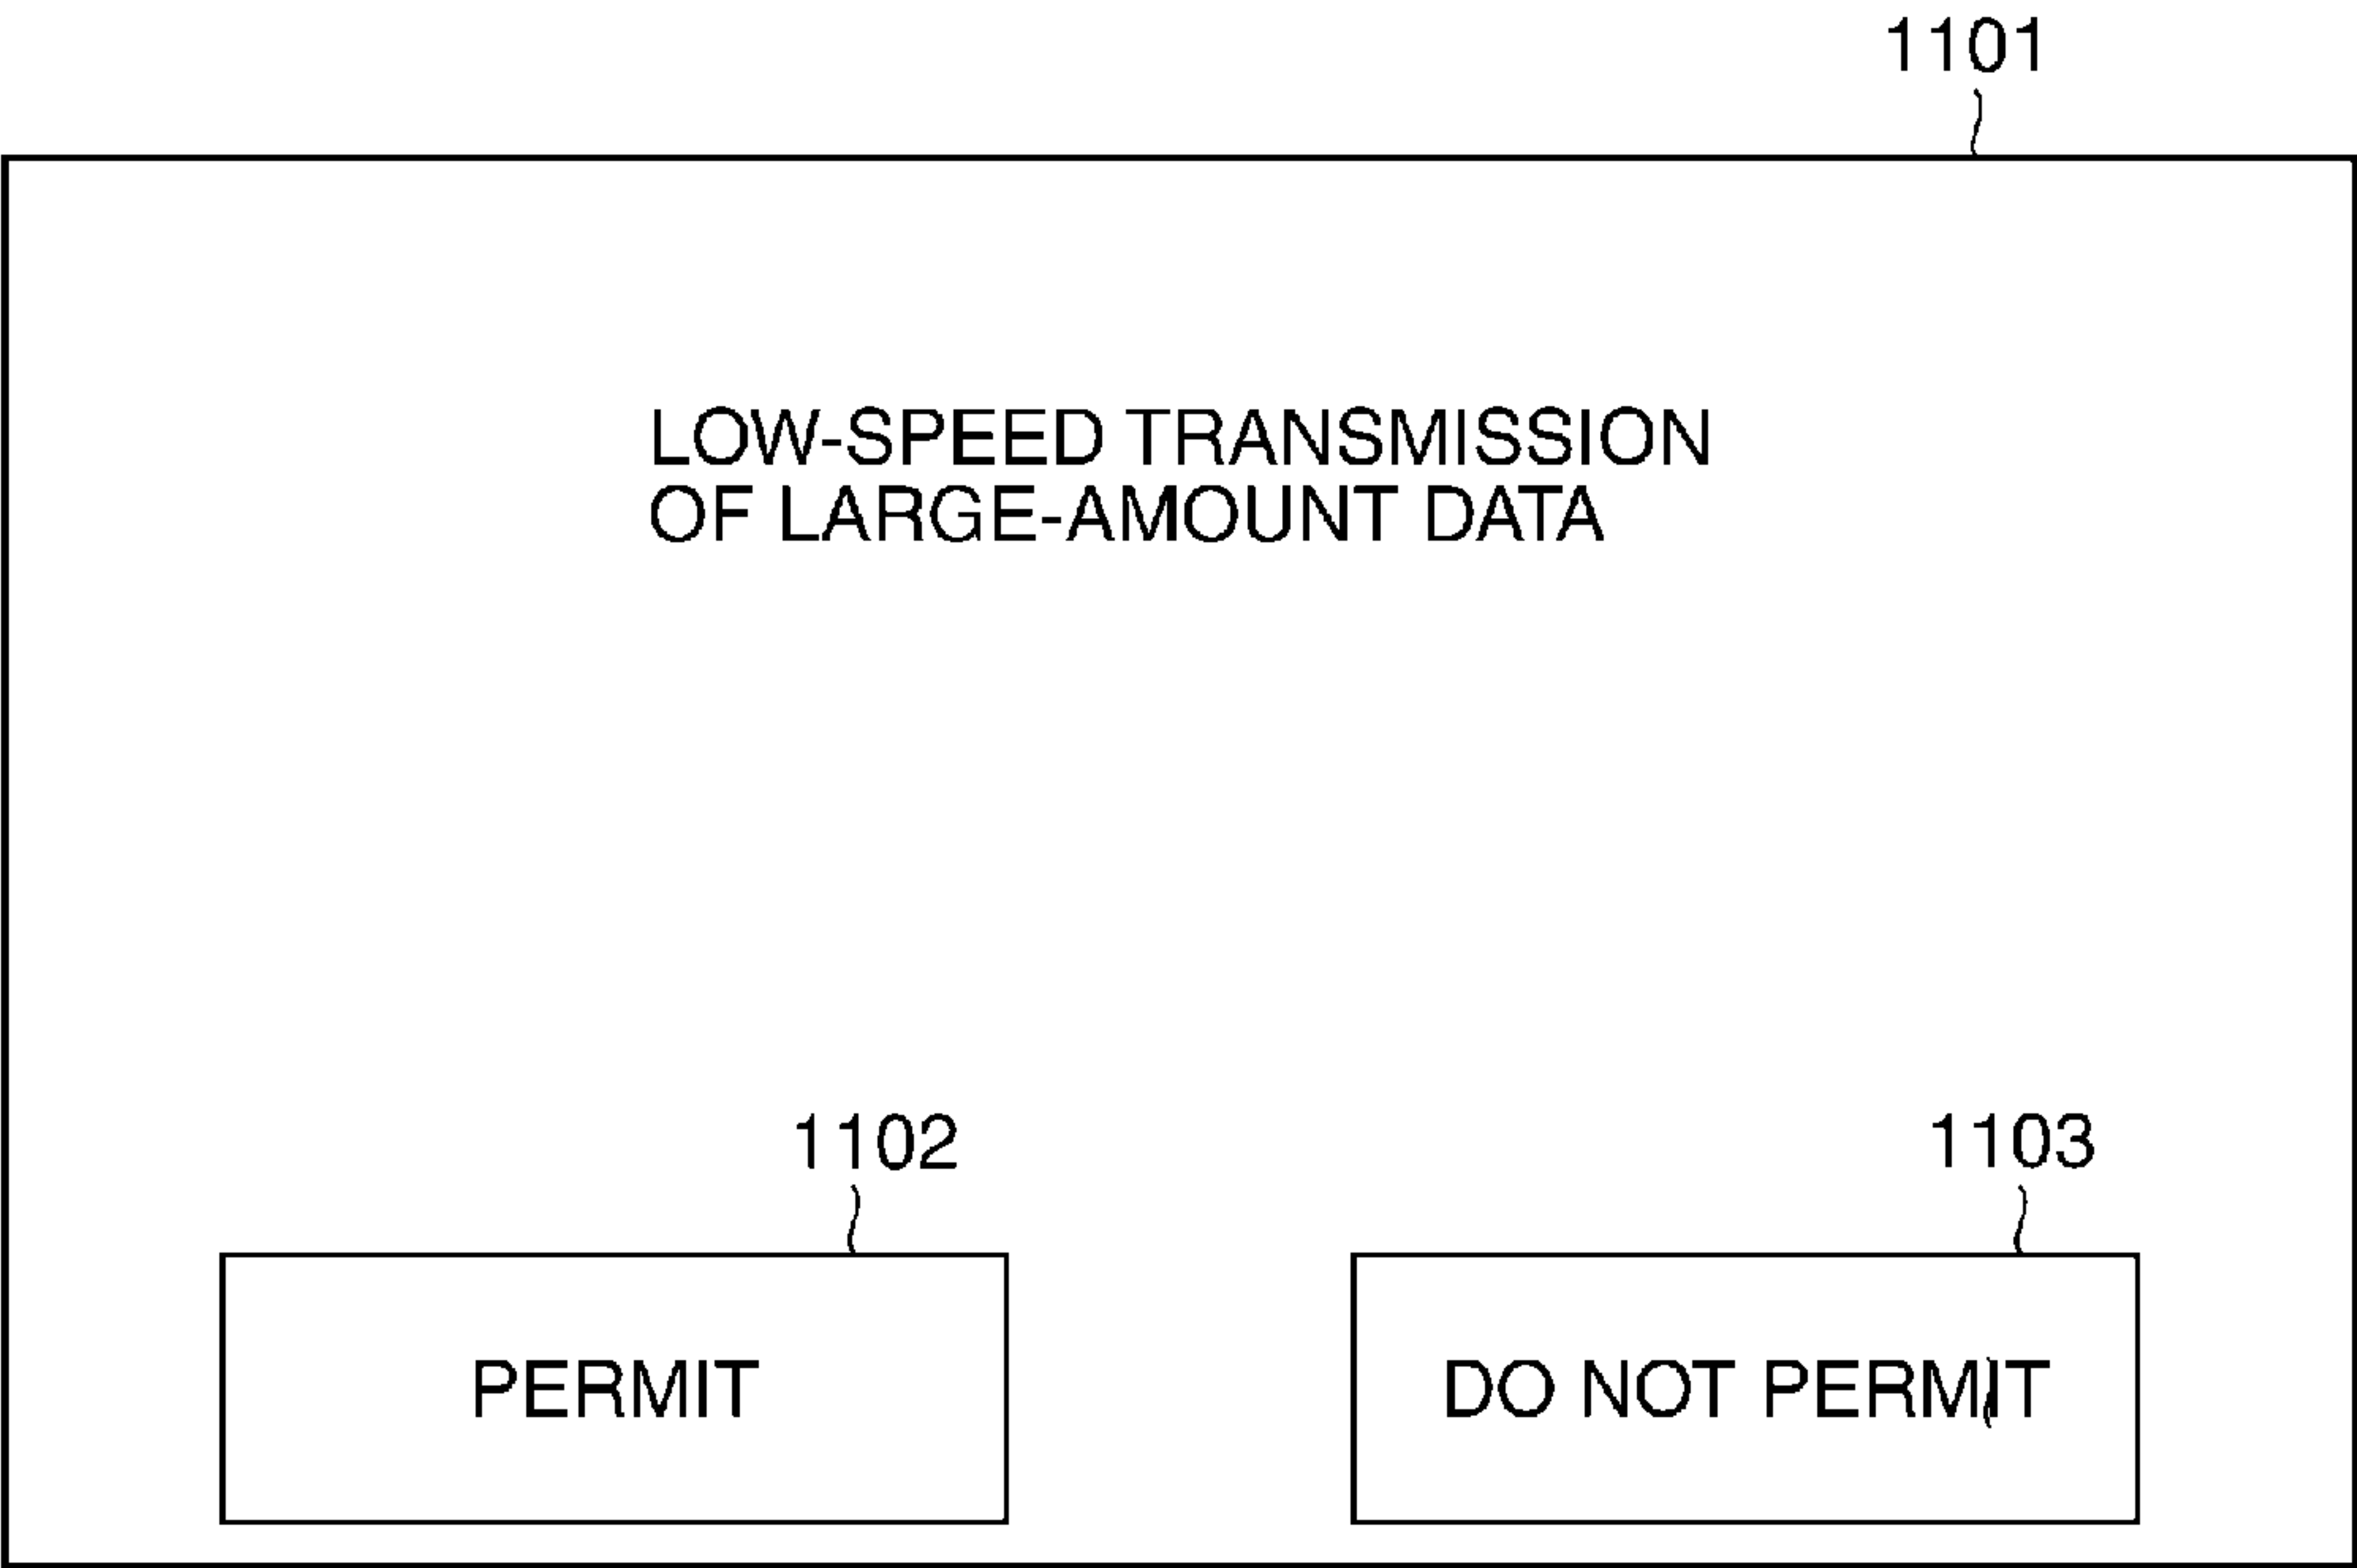 1101
LOW-SPEED TRANSMISSION
OF LARGE-AMOUNT DATA
1102
1103
PERMIT
DO NOT PERMIT